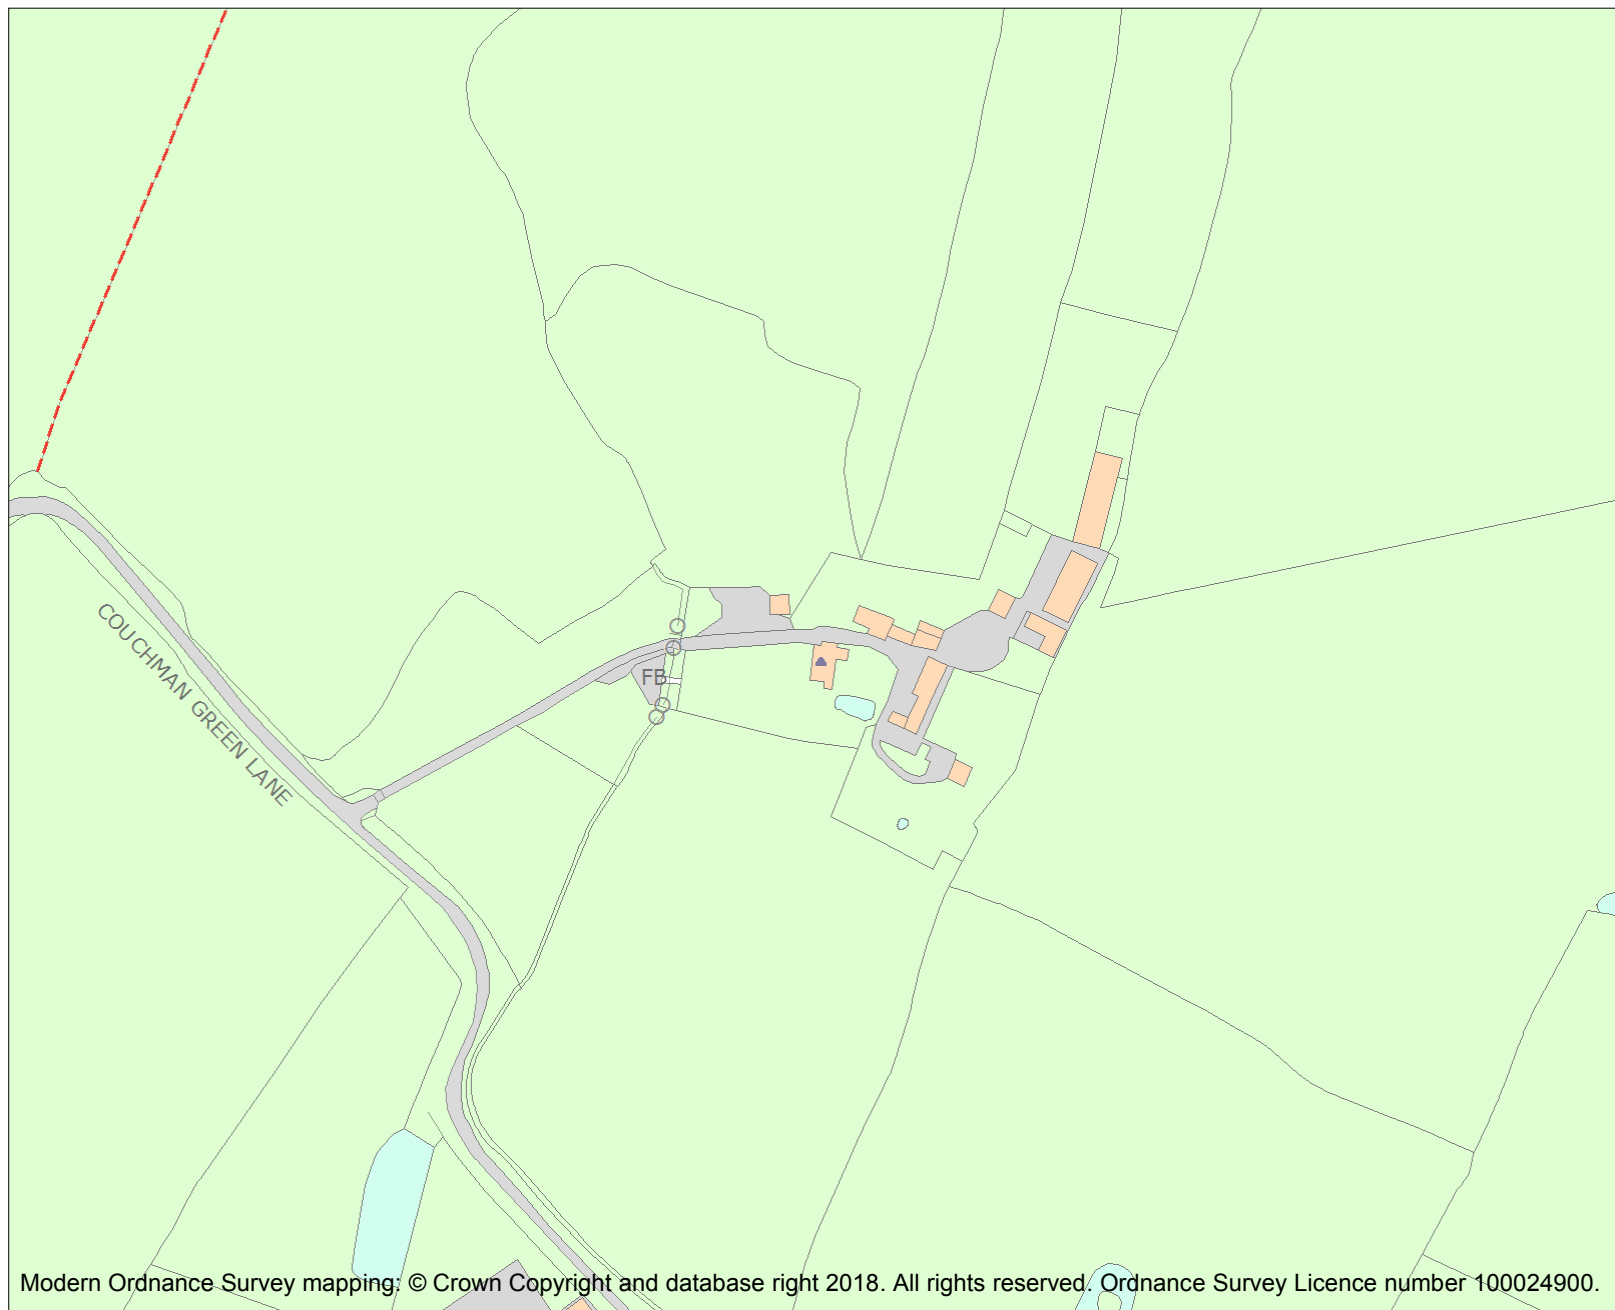 COUCHMAN GREEN LANE
FB
Modern Ordnance Survey mapping: © Crown Copyright and database right 2018. All rights reserved. Ordnance Survey Licence number 100024900.